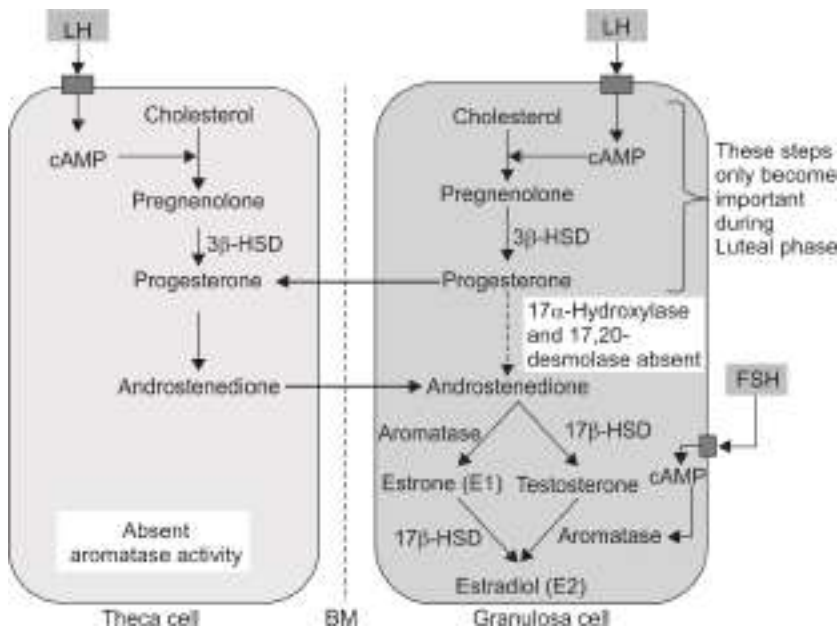 LH
Cholesterol
cAMP
Pregnenolone
3β-HSD
Progesterone
Androstenedione
Absent
aromatase activity
Theca cell
BM
LH
Cholesterol
cAMP
Pregnenolone
3β-HSD
Progesterone
These steps
only become
important
during
Luteal phase
17α-Hydroxylase
and 17,20-
desmolase absent
Androstenedione
FSH
Aromatase
17β-HSD
cAMP
Estrone (E1)
Testosterone
17β-HSD
Aromatase
Estradiol (E2)
Granulosa cell